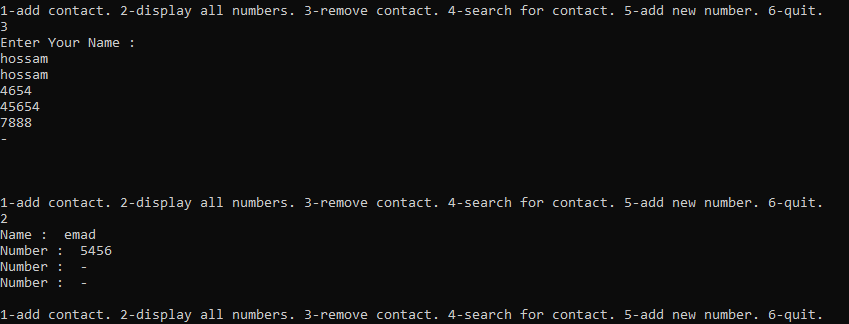 1-add contact. 2-display all numbers. 3-remove contact. 4-search for contact. 5-add new number. 6-quit.
3
Enter Your Name :
hossam
hossam
4654
45654
7888
-
1-add contact. 2-display all numbers. 3-remove contact. 4-search for contact. 5-add new number. 6-quit.
2
Name :  emad
Number :  5456
Number :  -
Number :  -
1-add contact. 2-display all numbers. 3-remove contact. 4-search for contact. 5-add new number. 6-quit.